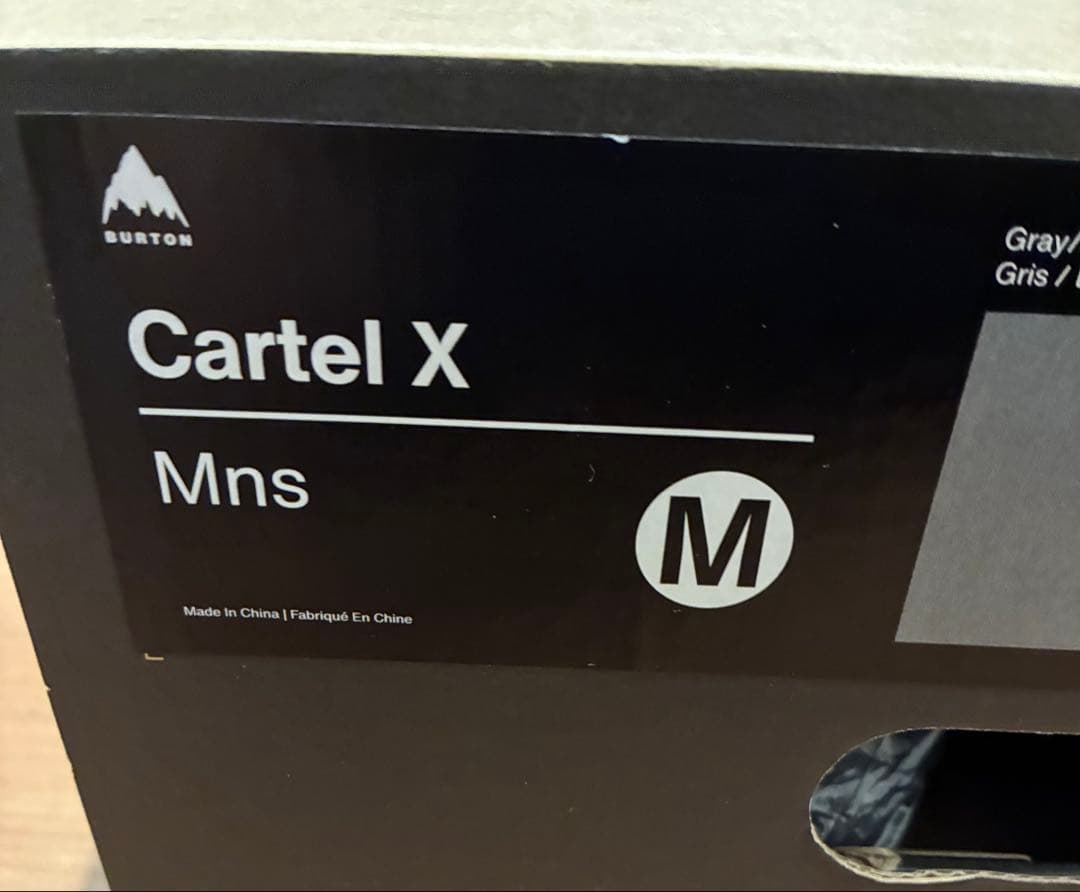 BURTON
Gray/
Gris /
Cartel X
Mns
M
Made In China | Fabriqué En Chine